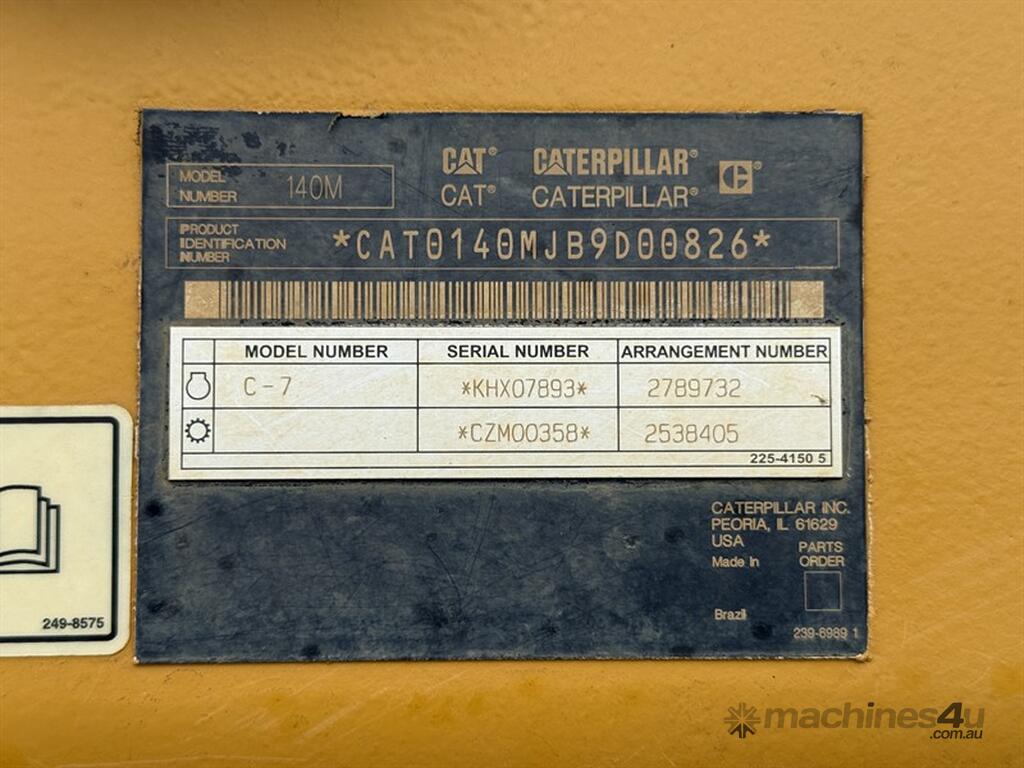 CAT® CATERPILLAR® C®
CAT® CATERPILLAR®
MODEL NUMBER 140M
PRODUCT IDENTIFICATION NUMBER *CAT0140MJB9D00826*
MODEL NUMBER SERIAL NUMBER ARRANGEMENT NUMBER
C-7 *KHX07893* 2789732
*CZM00358* 2538405
225-4150 5
CATERPILLAR INC.
PEORIA, IL 61629
USA
Made in Brazil
PARTS ORDER
239-6989 1
249-8575
machines4u
.com.au